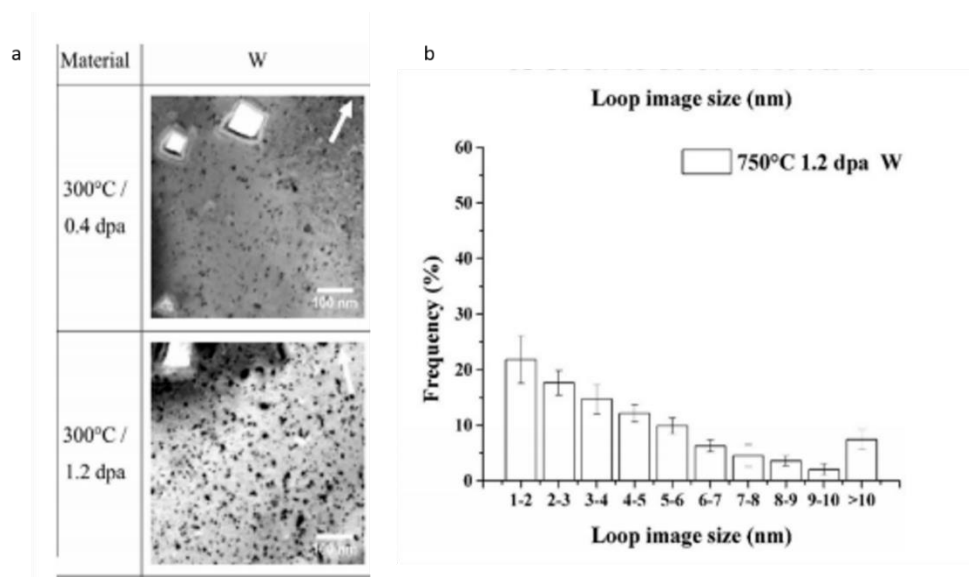 a
Material W
300°C /
0.4 dpa
100 nm
300°C /
1.2 dpa
b
Loop image size (nm)
60
750°C 1.2 dpa W
50
40
30
20
10
0
Frequency (%)
1-2 2-3 3-4 4-5 5-6 6-7 7-8 8-9 9-10 >10
Loop image size (nm)